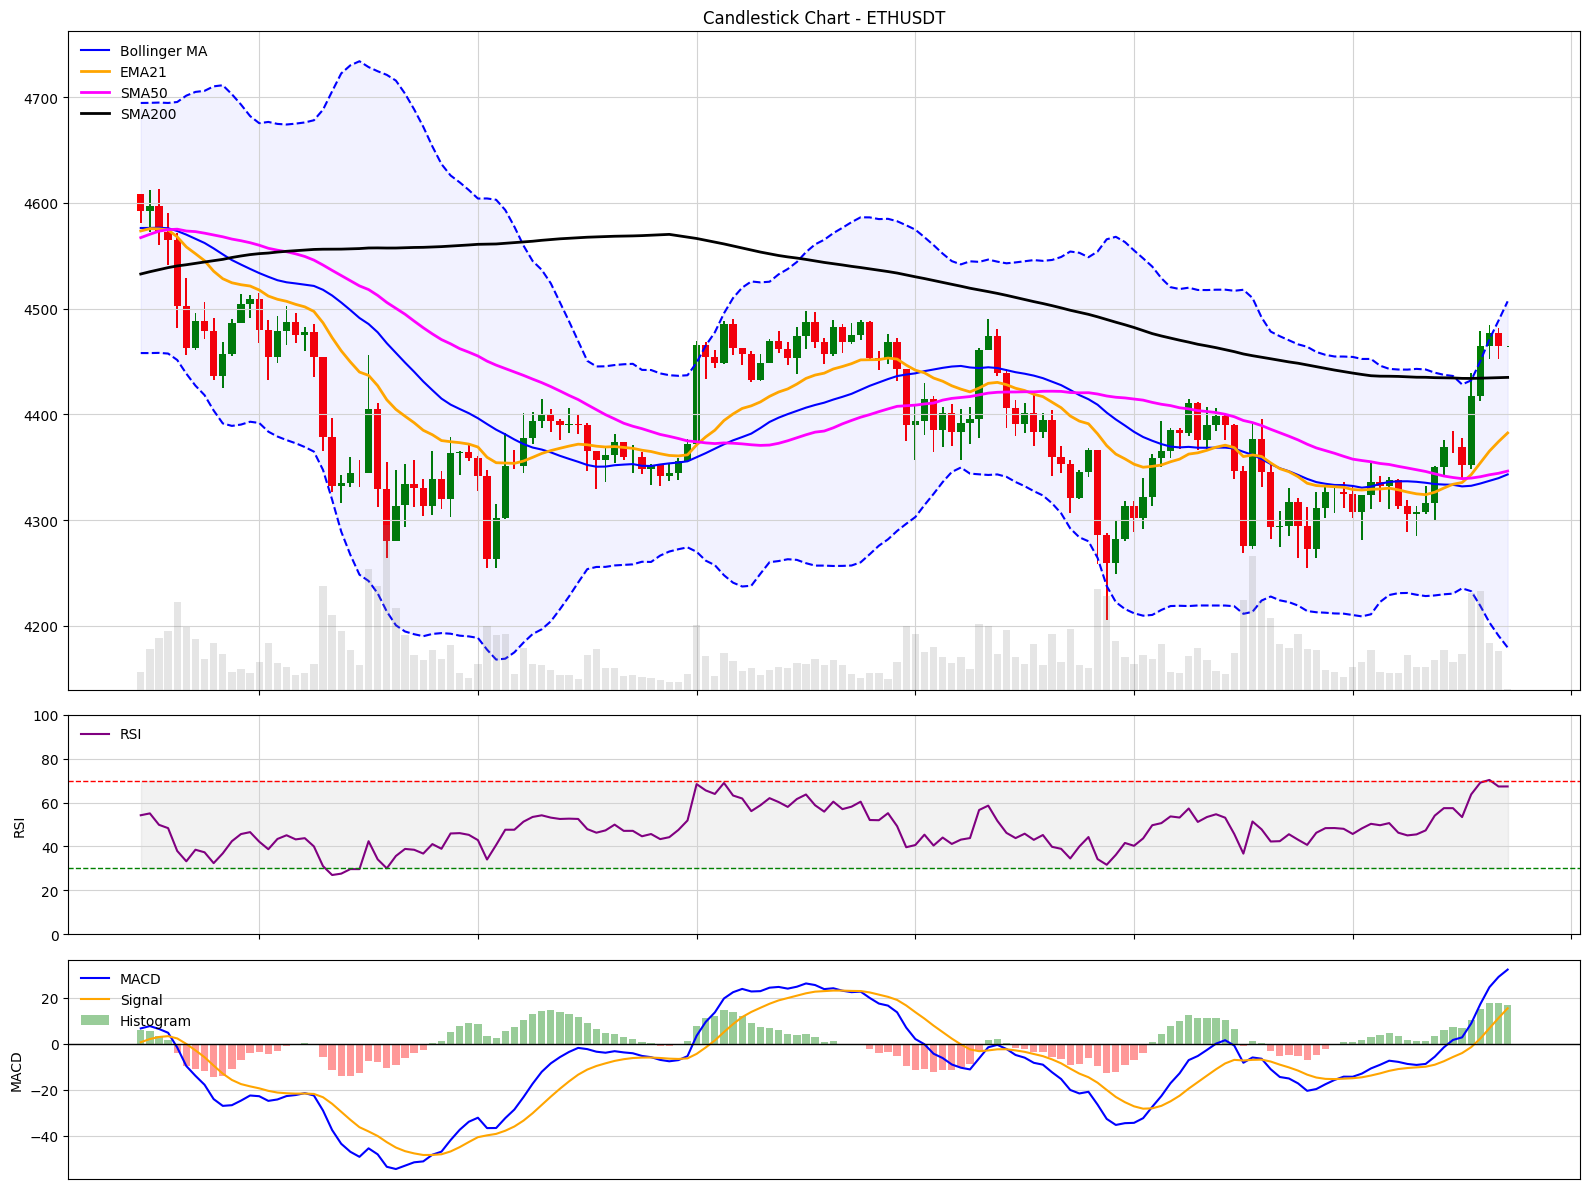 Candlestick Chart - ETHUSDT
Bollinger MA
EMA21
SMA50
SMA200
4700
4600
4500
4400
4300
4200
RSI
100
80
60
40
20
0
RSI
MACD
Signal
Histogram
20
0
−20
−40
MACD